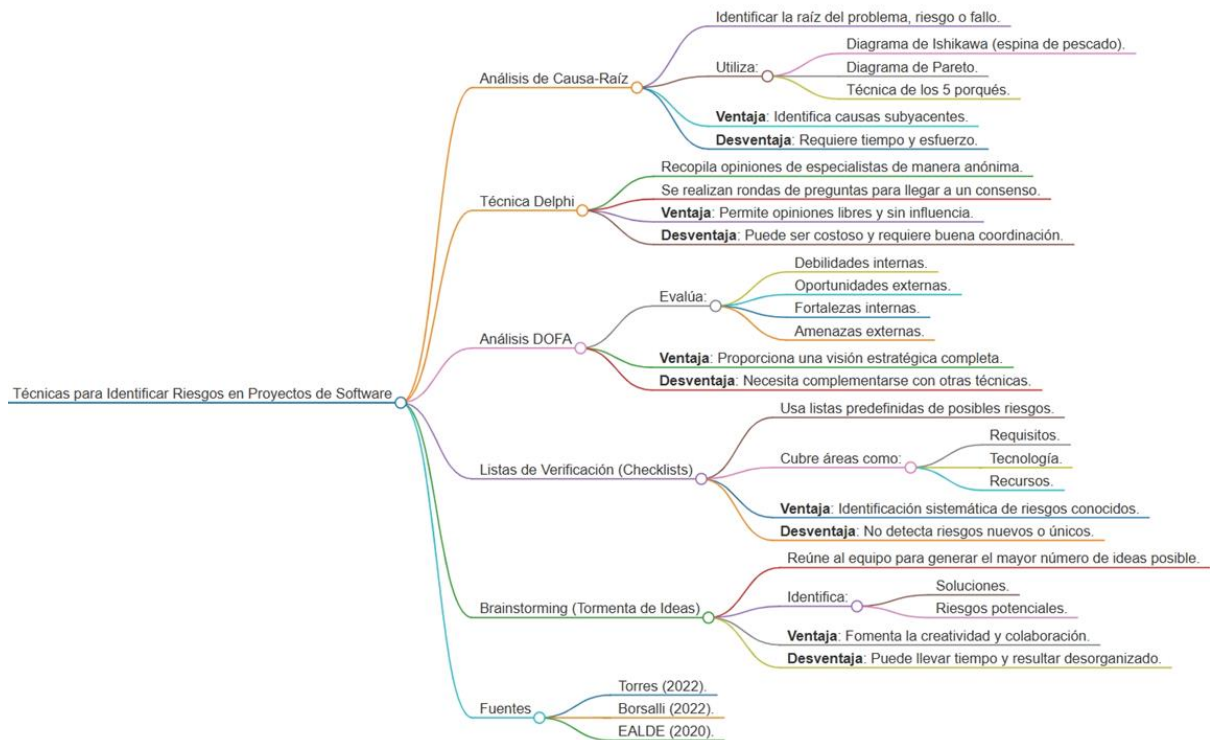 Técnicas para Identificar Riesgos en Proyectos de Software
Análisis de Causa-Raíz
Identificar la raíz del problema, riesgo o fallo.
Utiliza:
Diagrama de Ishikawa (espina de pescado).
Diagrama de Pareto.
Técnica de los 5 porqués.
Ventaja: Identifica causas subyacentes.
Desventaja: Requiere tiempo y esfuerzo.
Técnica Delphi
Recopila opiniones de especialistas de manera anónima.
Se realizan rondas de preguntas para llegar a un consenso.
Ventaja: Permite opiniones libres y sin influencia.
Desventaja: Puede ser costoso y requiere buena coordinación.
Análisis DOFA
Evalúa:
Debilidades internas.
Oportunidades externas.
Fortalezas internas.
Amenazas externas.
Ventaja: Proporciona una visión estratégica completa.
Desventaja: Necesita complementarse con otras técnicas.
Listas de Verificación (Checklists)
Usa listas predefinidas de posibles riesgos.
Cubre áreas como:
Requisitos.
Tecnología.
Recursos.
Ventaja: Identificación sistemática de riesgos conocidos.
Desventaja: No detecta riesgos nuevos o únicos.
Brainstorming (Tormenta de Ideas)
Reúne al equipo para generar el mayor número de ideas posible.
Identifica:
Soluciones.
Riesgos potenciales.
Ventaja: Fomenta la creatividad y colaboración.
Desventaja: Puede llevar tiempo y resultar desorganizado.
Fuentes
Torres (2022).
Borsalli (2022).
EALDE (2020).